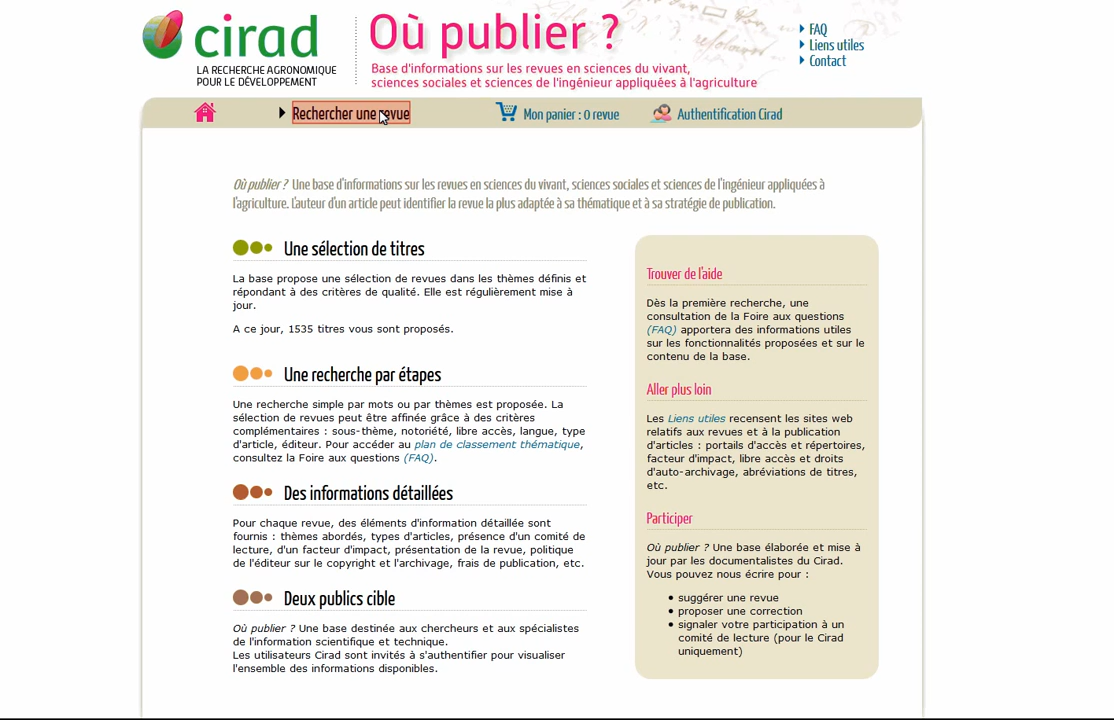 cirad
LA RECHERCHE AGRONOMIQUE
POUR LE DÉVELOPPEMENT
Où publier ?
Base d'informations sur les revues en sciences du vivant,
sciences sociales et sciences de l'ingénieur appliquées à l'agriculture
FAQ
Liens utiles
Contact
Rechercher une revue
Mon panier : 0 revue
Authentification Cirad
Où publier ? Une base d'informations sur les revues en sciences du vivant, sciences sociales et sciences de l'ingénieur appliquées à
l'agriculture. L'auteur d'un article peut identifier la revue la plus adaptée à sa thématique et à sa stratégie de publication.
Une sélection de titres
La base propose une sélection de revues dans les thèmes définis et
répondant à des critères de qualité. Elle est régulièrement mise à
jour.
A ce jour, 1535 titres vous sont proposés.
Une recherche par étapes
Une recherche simple par mots ou par thèmes est proposée. La
sélection de revues peut être affinée grâce à des critères
complémentaires : sous-thème, notoriété, libre accès, langue, type
d'article, éditeur. Pour accéder au plan de classement thématique,
consultez la Foire aux questions (FAQ).
Des informations détaillées
Pour chaque revue, des éléments d'information détaillée sont
fournis : thèmes abordés, types d'articles, présence d'un comité de
lecture, d'un facteur d'impact, présentation de la revue, politique
de l'éditeur sur le copyright et l'archivage, frais de publication, etc.
Deux publics cible
Où publier ? Une base destinée aux chercheurs et aux spécialistes
de l'information scientifique et technique.
Les utilisateurs Cirad sont invités à s'authentifier pour visualiser
l'ensemble des informations disponibles.
Trouver de l'aide
Dès la première recherche, une
consultation de la Foire aux questions
(FAQ) apportera des informations utiles
sur les fonctionnalités proposées et sur le
contenu de la base.
Aller plus loin
Les Liens utiles recensent les sites web
relatifs aux revues et à la publication
d'articles : portails d'accès et répertoires,
facteur d'impact, libre accès et droits
d'auto-archivage, abréviations de titres,
etc.
Participer
Où publier ? Une base élaborée et mise à
jour par les documentalistes du Cirad.
Vous pouvez nous écrire pour :
• suggérer une revue
• proposer une correction
• signaler votre participation à un
comité de lecture (pour le Cirad
uniquement)